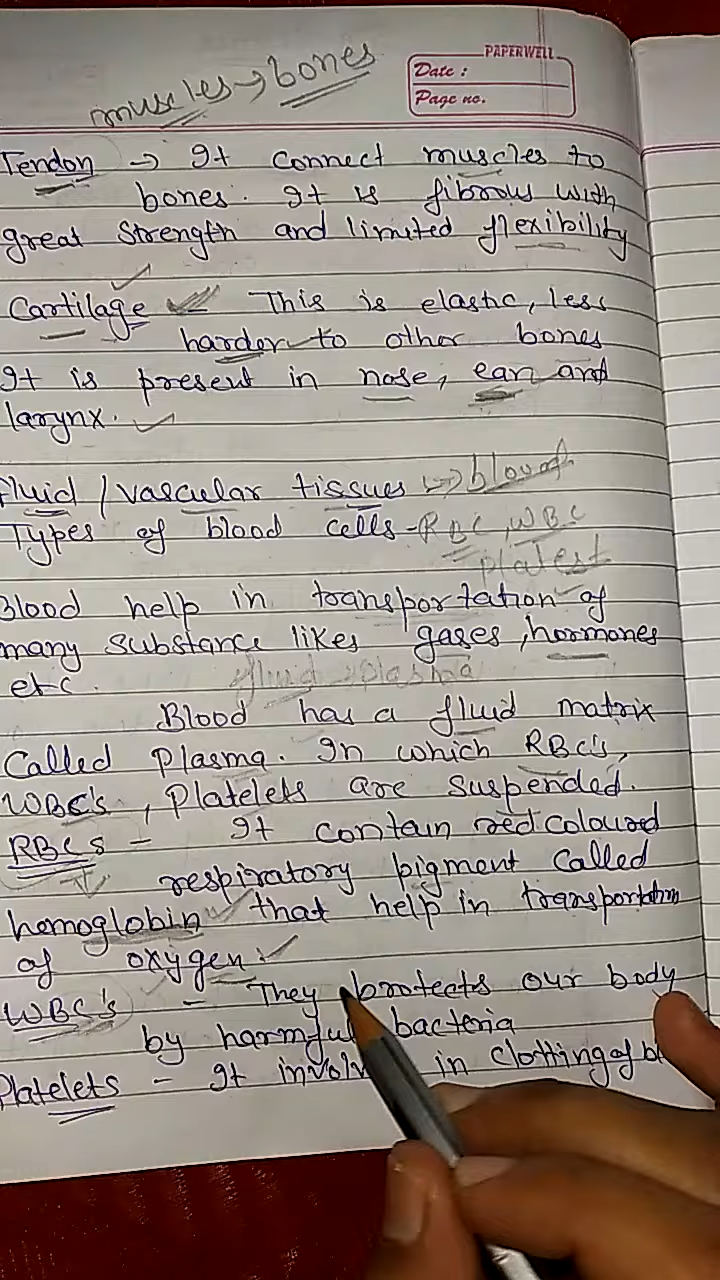 muscles → bones
PAPERWELL
Date :
Page no.
Tendon → It connect muscles to
bones. It is fibrous with
great strength and limited flexibility
Cartilage This is elastic, less
harder to other bones
It is present in nose, ear and
larynx.
fluid / vascular tissues → blood
Types of blood cells - RBC, WBC
platest
Blood help in transportation of
many substance likes gases, hormones
etc.
fluid → plasma
Blood has a fluid matrix
called plasma. In which RBC's,
WBC's, Platelets are suspended.
RBCs - It contain red coloured
respiratory pigment called
hemoglobin that help in transportation
of oxygen.
WBC's - They protects our body
by harmful bacteria
Platelets - It involv in clotting of bl